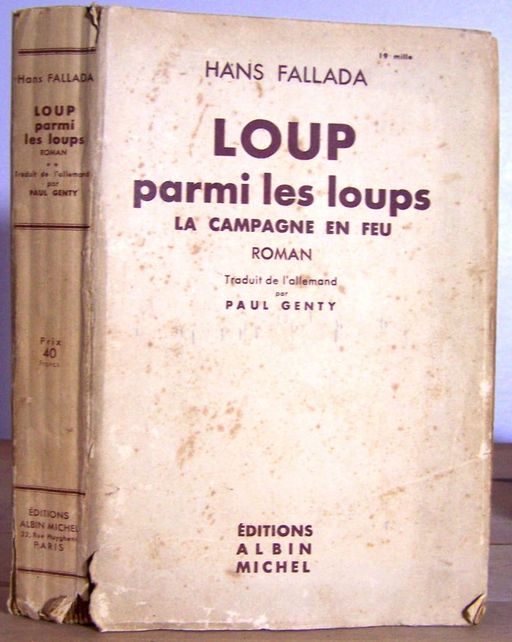 Hans FALLADA
LOUP
parmi
les loups
ROMAN
**
Traduit de l'allemand
par
PAUL GENTY
Prix
40
francs
ÉDITIONS
ALBIN MICHEL
22, Rue Huyghens
PARIS
19e mille
HANS FALLADA
LOUP
parmi les loups
LA CAMPAGNE EN FEU
ROMAN
Traduit de l'allemand
par
PAUL GENTY
ÉDITIONS
ALBIN
MICHEL